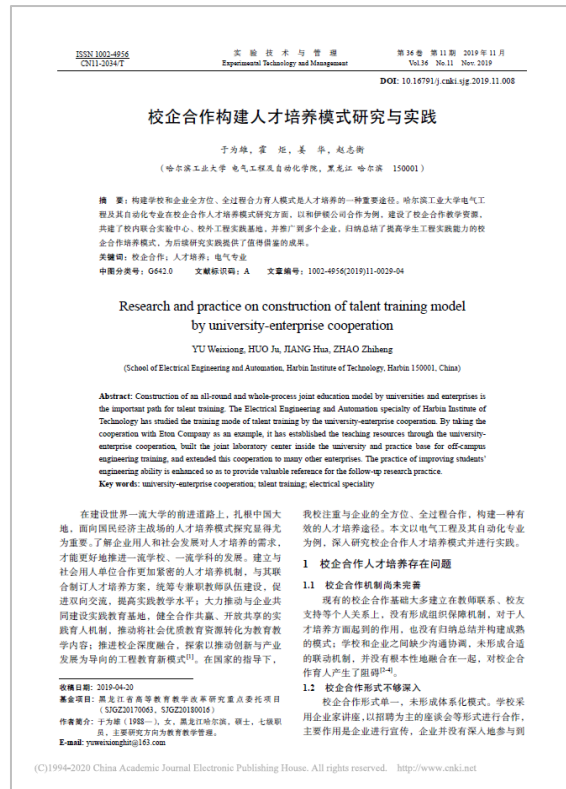 ISSN 1002-4956
CN11-2034/T
实 验 技 术 与 管 理
Experimental Technology and Management
第 36 卷 第 11 期 2019 年 11 月
Vol.36 No.11 Nov. 2019
DOI: 10.16791/j.cnki.sjg.2019.11.008
校企合作构建人才培养模式研究与实践
于为雄，霍 炬，姜 华，赵志衡
（哈尔滨工业大学 电气工程及自动化学院，黑龙江 哈尔滨 150001）
摘 要：构建学校和企业全方位、全过程合力育人模式是人才培养的一种重要途径。哈尔滨工业大学电气工
程及其自动化专业在校企合作人才培养模式研究方面，以和伊顿公司合作为例，建设了校企合作教学资源，
共建了校内联合实验中心、校外工程实践基地，并推广到多个企业，归纳总结了提高学生工程实践能力的校
企合作培养模式，为后续研究实践提供了值得借鉴的成果。
关键词：校企合作；人才培养；电气专业
中图分类号：G642.0 文献标识码：A 文章编号：1002-4956(2019)11-0029-04
Research and practice on construction of talent training model
by university-enterprise cooperation
YU Weixiong, HUO Ju, JIANG Hua, ZHAO Zhiheng
(School of Electrical Engineering and Automation, Harbin Institute of Technology, Harbin 150001, China)
Abstract: Construction of an all-round and whole-process joint education model by universities and enterprises is
the important path for talent training. The Electrical Engineering and Automation specialty of Harbin Institute of
Technology has studied the training mode of talent training by the university-enterprise cooperation. By taking the
cooperation with Eton Company as an example, it has established the teaching resources through the university-
enterprise cooperation, built the joint laboratory center inside the university and practice base for off-campus
engineering training, and extended this cooperation to many other enterprises. The practice of improving students’
engineering ability is enhanced so as to provide valuable reference for the follow-up research practice.
Key words: university-enterprise cooperation; talent training; electrical speciality
在建设世界一流大学的前进道路上，扎根中国大
地，面向国民经济主战场的人才培养模式探究显得尤
为重要。了解企业用人和社会发展对人才培养的需求，
才能更好地推进一流学校、一流学科的发展。建立与
社会用人单位合作更加紧密的人才培养机制，与其联
合制订人才培养方案，统筹专兼职教师队伍建设，促
进双向交流，提高实践教学水平；大力推动与企业共
同建设实践教育基地，健全合作共赢、开放共享的实
践育人机制，推动将社会优质教育资源转化为教育教
学内容；推进校企深度融合，探索以推动创新与产业
发展为导向的工程教育新模式[1]。在国家的指导下，
收稿日期：2019-04-20
基金项目：黑龙江省高等教育教学改革研究重点委托项目
（SJGZ20170063，SJGZ20180016）
作者简介：于为雄（1988—），女，黑龙江哈尔滨，硕士，七级职
员，主要研究方向为教育教学管理。
E-mail: yuweixionghit@163.com
我校注重与企业的全方位、全过程合作，构建一种有
效的人才培养途径。本文以电气工程及其自动化专业
为例，深入研究校企合作人才培养模式并进行实践。
1 校企合作人才培养存在问题
1.1 校企合作机制尚未完善
现有的校企合作基础大多建立在教师联系、校友
支持等个人关系上，没有形成组织保障机制，对于人
才培养方面起到的作用，也没有归纳总结并构建成熟
的模式；学校和企业之间缺少沟通协调，未形成合适
的联动机制，并没有根本性地融合在一起，对校企合
作育人产生了阻碍[2-4]。
1.2 校企合作形式不够深入
校企合作形式单一，未形成体系化模式。学校采
用企业家讲座，以招聘为主的座谈会等形式进行合作，
主要作用是企业进行宣传，企业并没有深入地参与到
(C)1994-2020 China Academic Journal Electronic Publishing House. All rights reserved. http://www.cnki.net